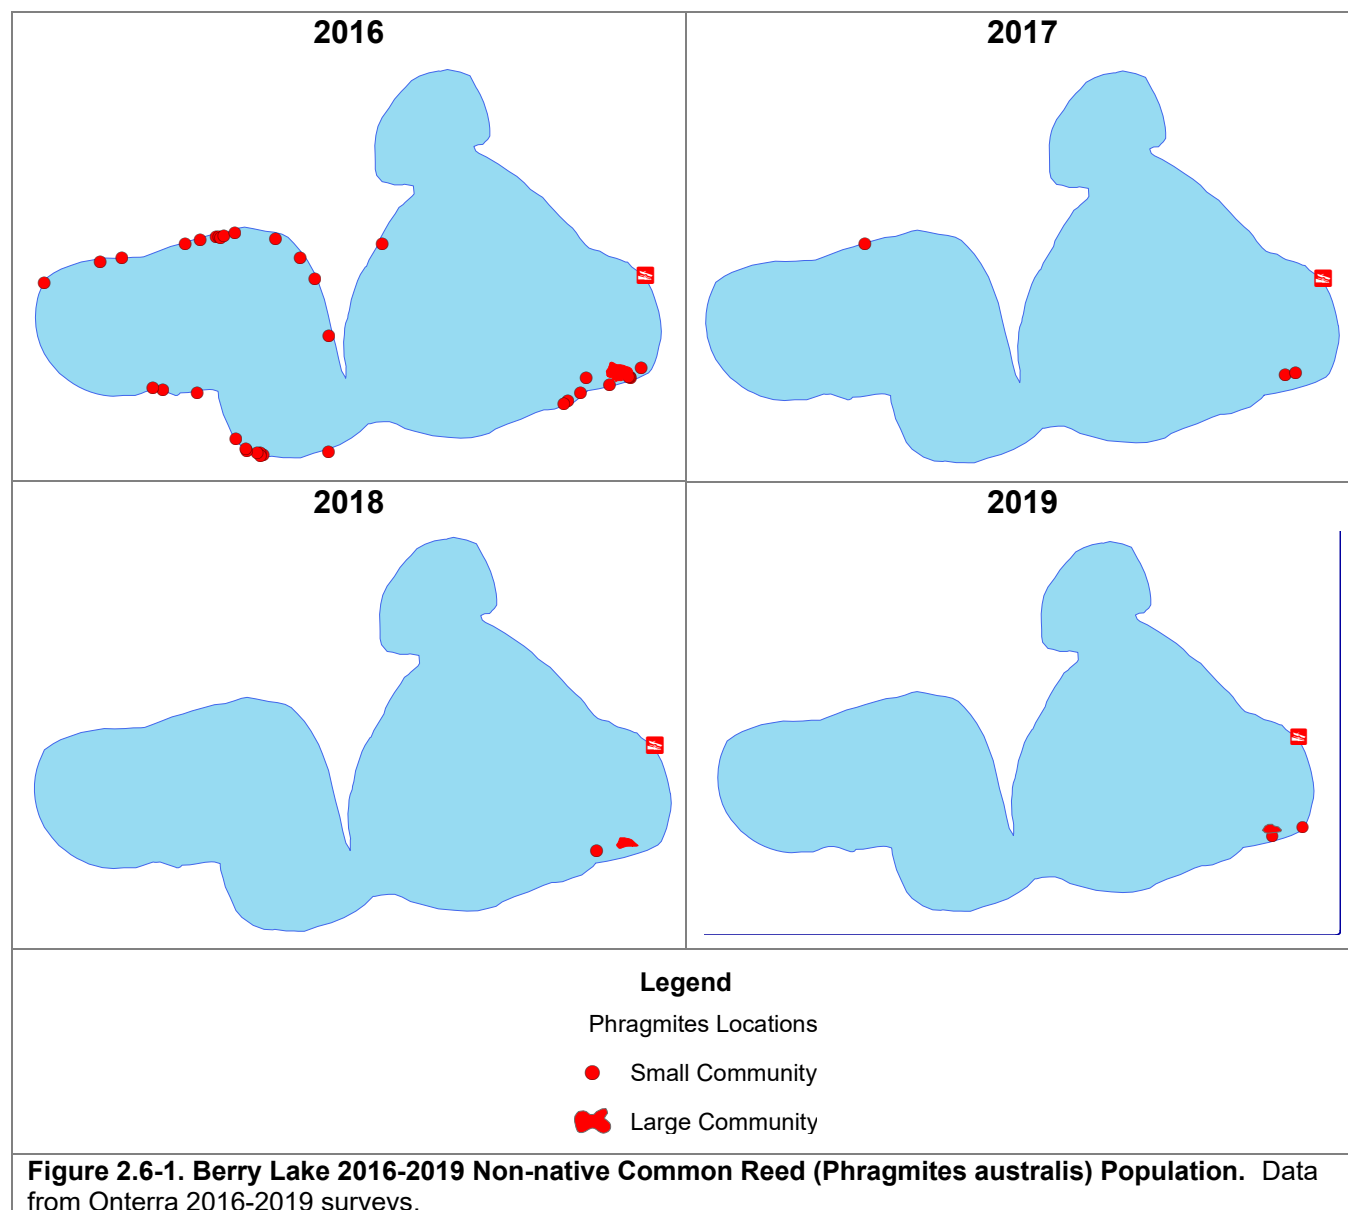 2016
2017
2018
2019
Legend
Phragmites Locations
Small Community
Large Community
Figure 2.6-1. Berry Lake 2016-2019 Non-native Common Reed (Phragmites australis) Population. Data
from Onterra 2016-2019 surveys.